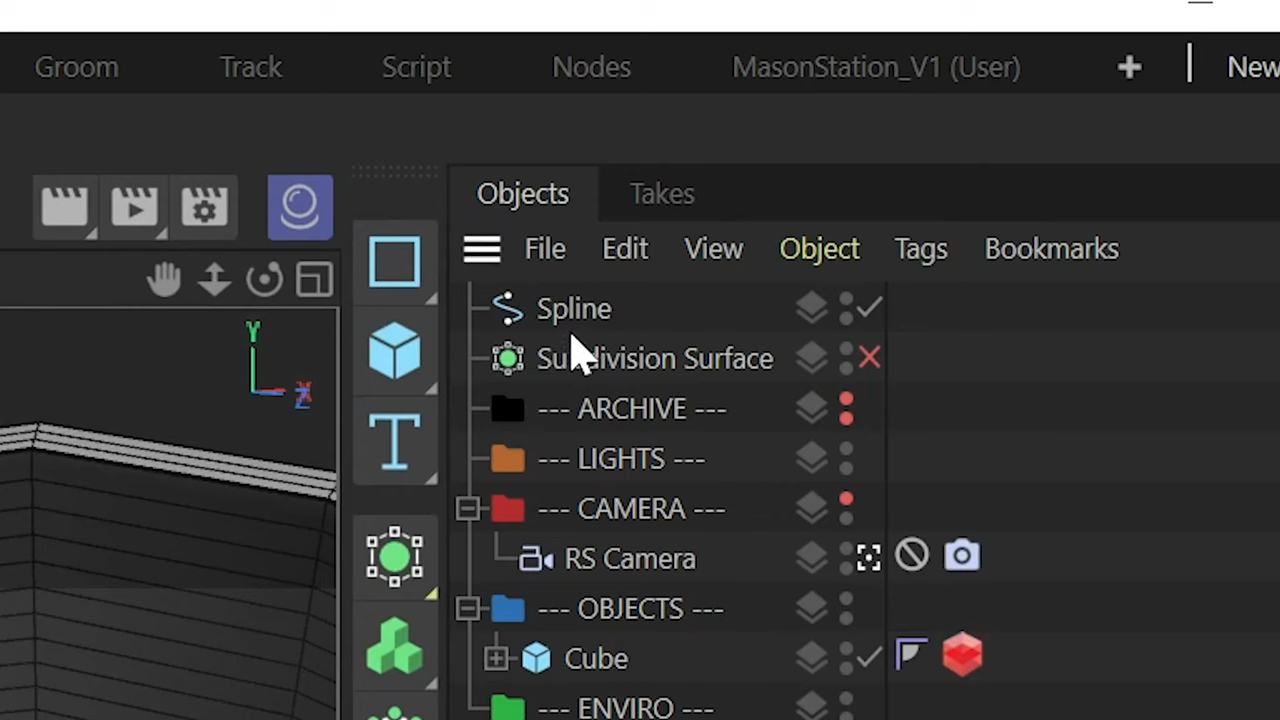 Groom Track Script Nodes MasonStation_V1 (User) + New
Objects Takes
File Edit View Object Tags Bookmarks
Spline
Subdivision Surface
--- ARCHIVE ---
--- LIGHTS ---
--- CAMERA ---
RS Camera
--- OBJECTS ---
Cube
--- ENVIRO ---
Y
X
Z